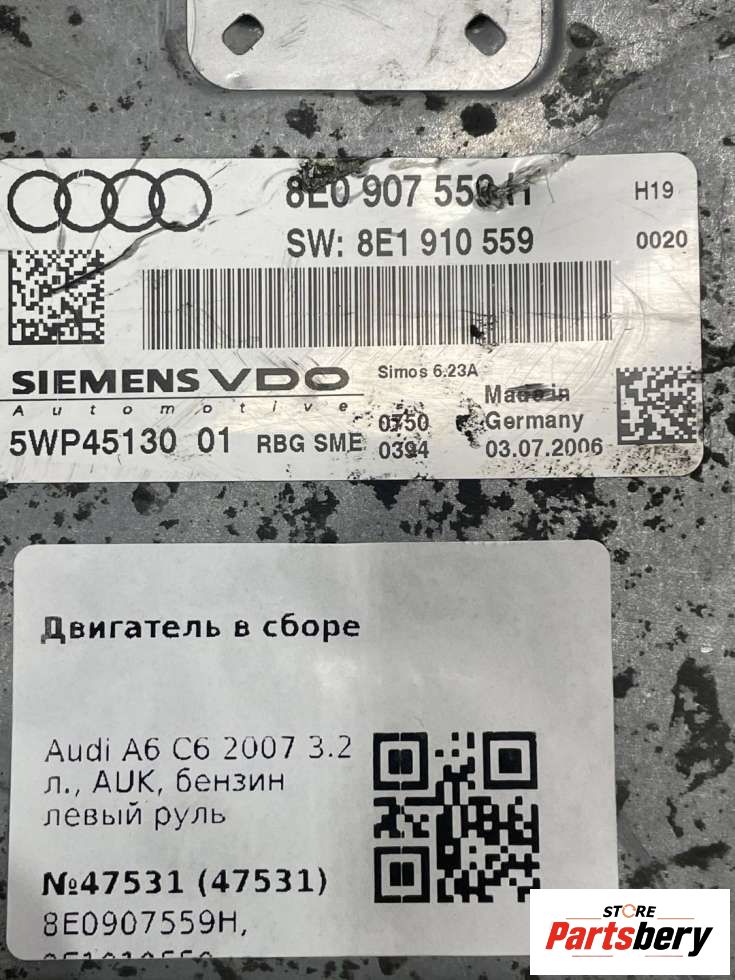 8E0 907 559 H
H19
SW: 8E1 910 559
0020
SIEMENS VDO
Automotive
Simos 6.23A
Made in
Germany
03.07.2006
5WP45130 01
RBG SME
0750
0394
Двигатель в сборе
Audi A6 C6 2007 3.2
л., AUK, бензин
левый руль
№47531 (47531)
8E0907559H,
STORE
Partsbery